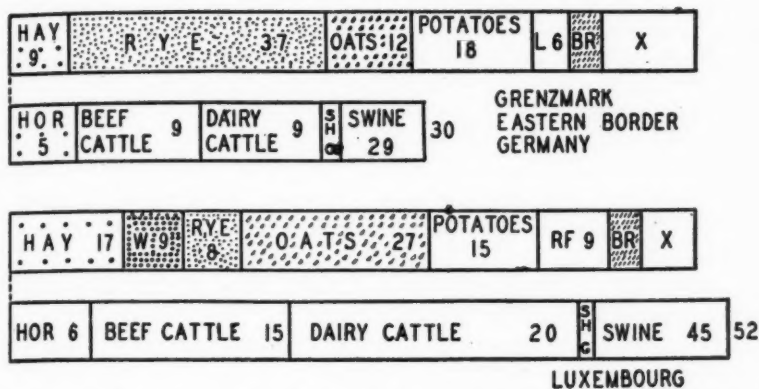 HAY 9 RYE 37 OATS 12 POTATOES 18 L 6 BR X
HOR 5 BEEF CATTLE 9 DAIRY CATTLE 9 SHG SWINE 29 30
GRENZMARK
EASTERN BORDER
GERMANY
HAY 17 W 9 RYE 8 OATS 27 POTATOES 15 RF 9 BR X
HOR 6 BEEF CATTLE 15 DAIRY CATTLE 20 SHG SWINE 45 52
LUXEMBOURG